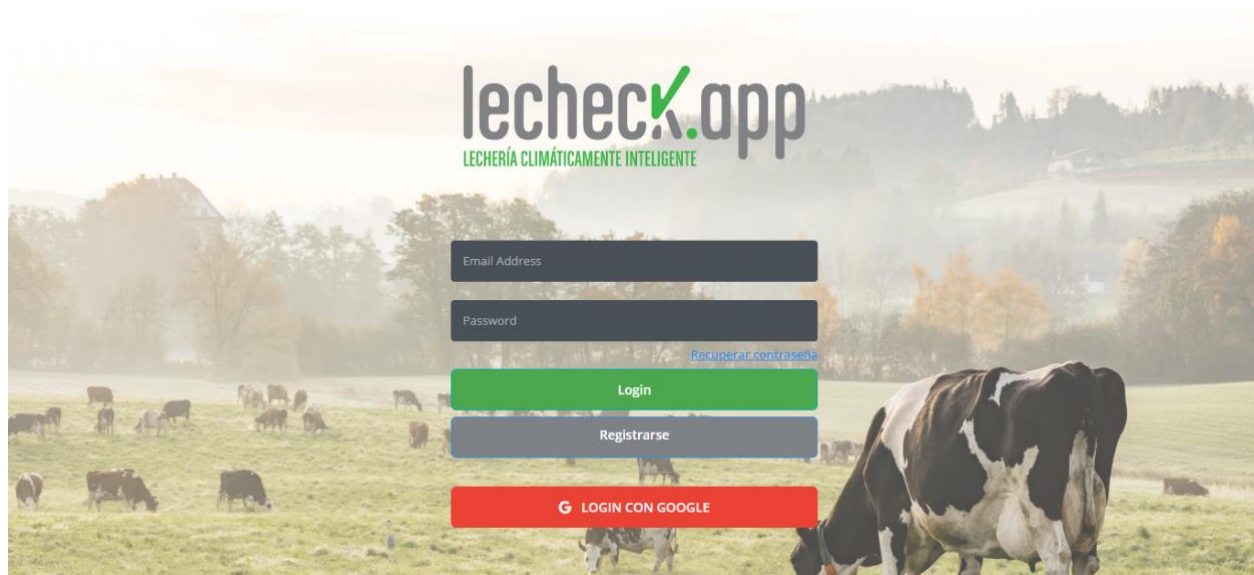 lecheck.app
LECHERÍA CLIMÁTICAMENTE INTELIGENTE
Email Address
Password
Recuperar contraseña
Login
Registrarse
G LOGIN CON GOOGLE